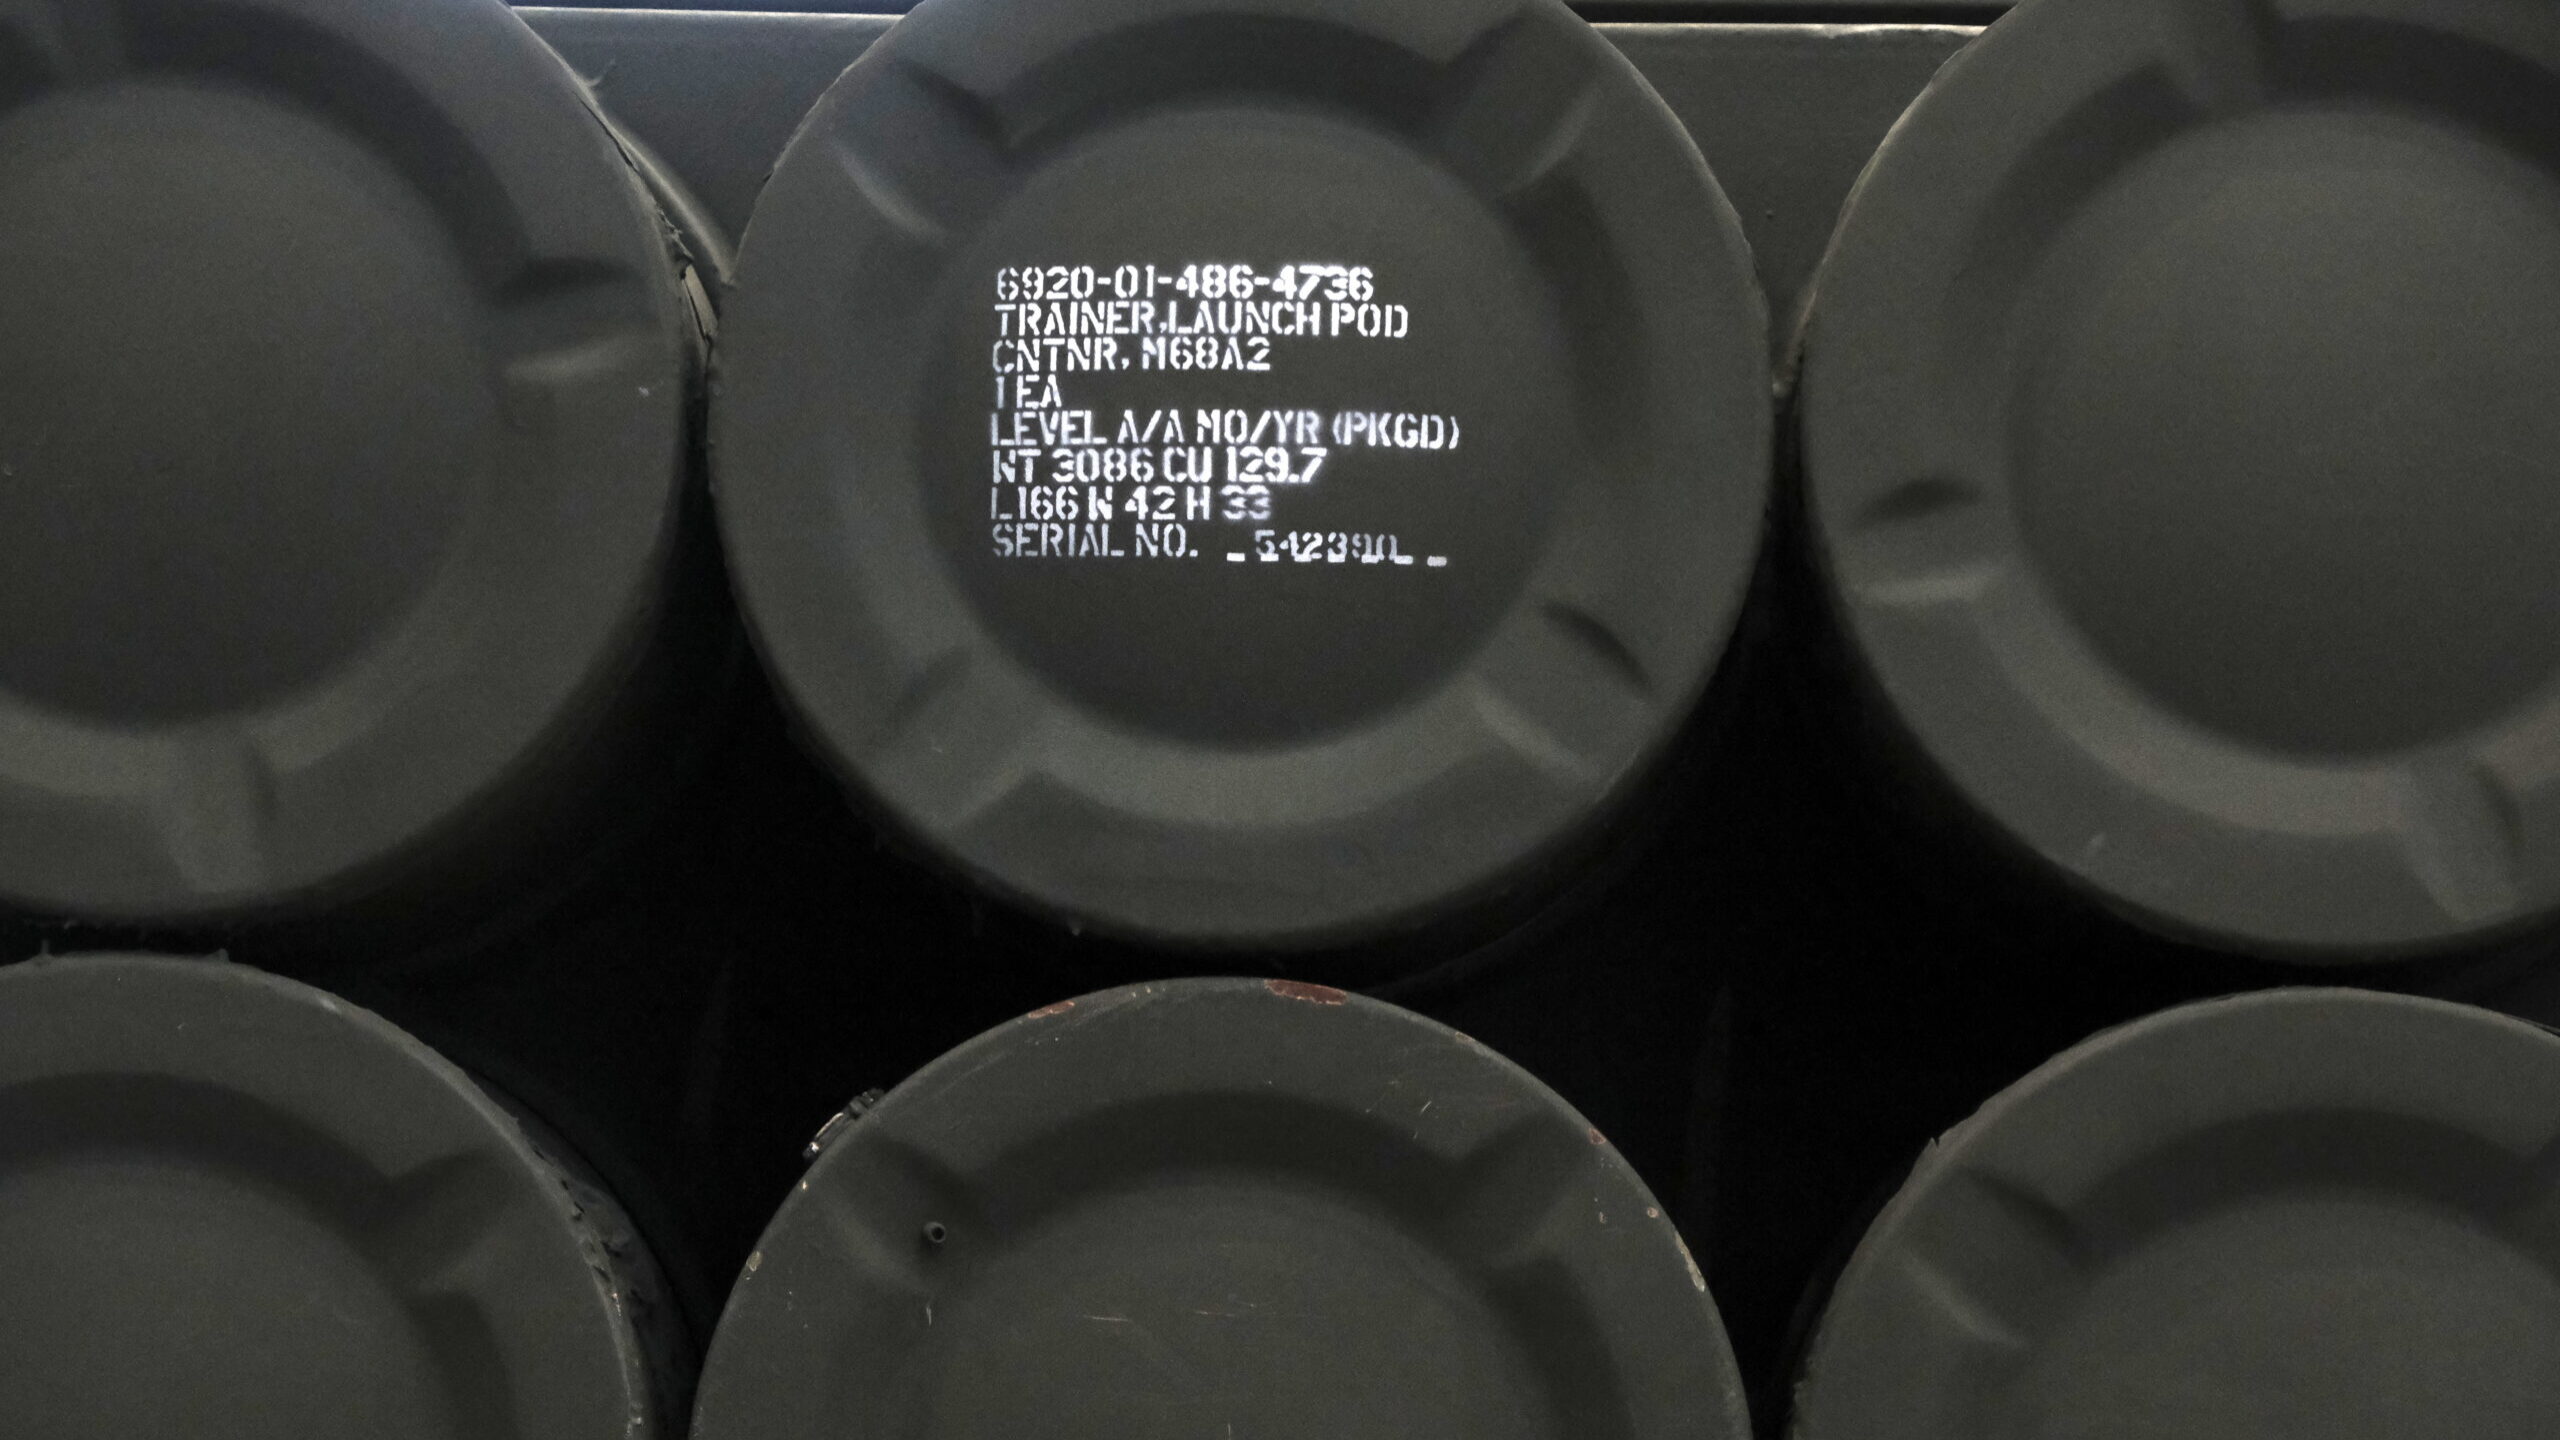 6920-01-486-4736
TRAINER,LAUNCH POD
CNTNR, M68A2
1 EA
LEVEL A/A MO/YR (PKGD)
WT 3086 CU 129.7
L166 W 42 H 33
SERIAL NO. _ 542390 _